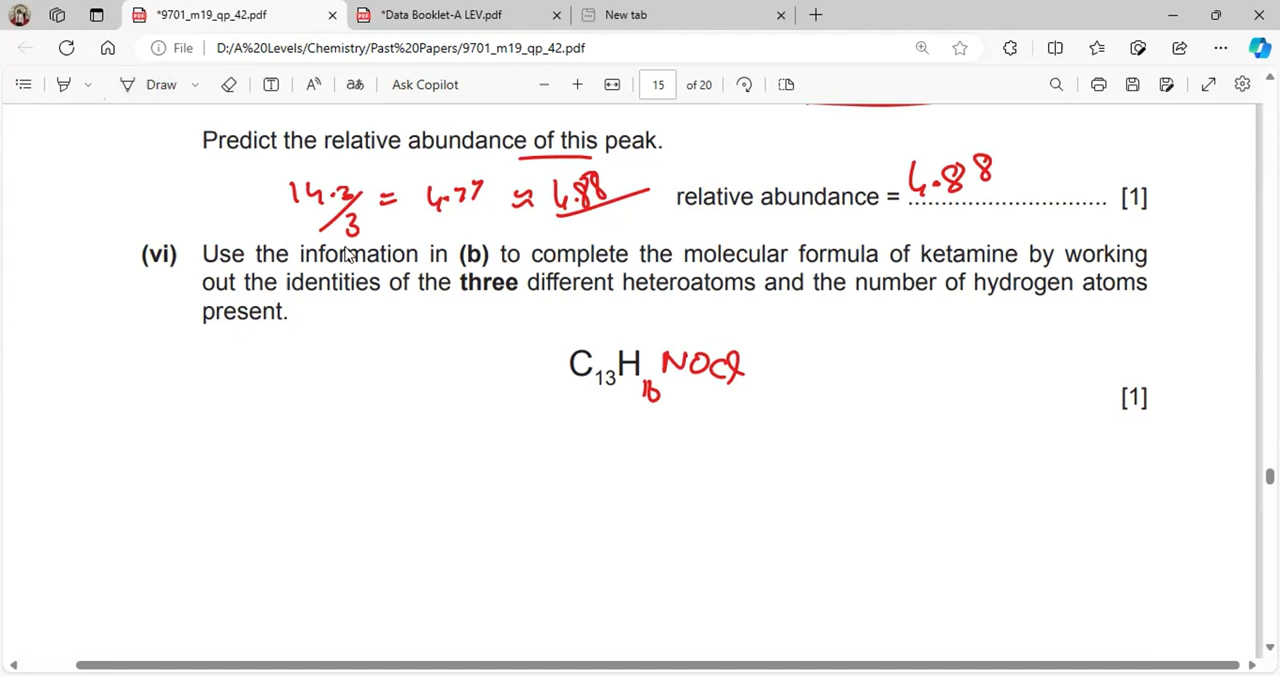 *9701_m19_qp_42.pdf
*Data Booklet-A LEV.pdf
New tab
File
D:/A%20Levels/Chemistry/Past%20Papers/9701_m19_qp_42.pdf
Draw
Ask Copilot
15 of 20
Predict the relative abundance of this peak.
14.2/3 = 4.77 ≈ 4.88
relative abundance = 4.88 [1]
(vi) Use the information in (b) to complete the molecular formula of ketamine by working
out the identities of the three different heteroatoms and the number of hydrogen atoms
present.
C13H16NOCl
[1]